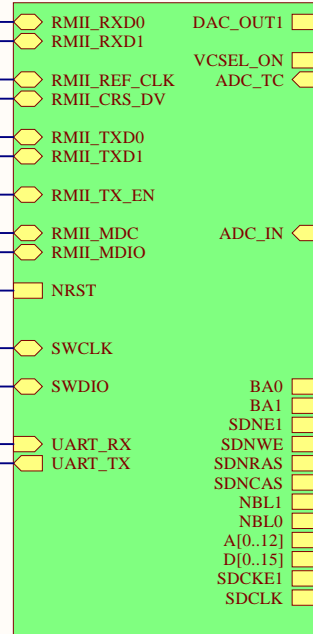 RMII_RXD0 DAC_OUT1
RMII_RXD1
VCSEL_ON
RMII_REF_CLK ADC_TC
RMII_CRS_DV
RMII_TXD0
RMII_TXD1
RMII_TX_EN
RMII_MDC ADC_IN
RMII_MDIO
NRST
SWCLK
SWDIO BA0
BA1
SDNE1
UART_RX SDNWE
UART_TX SDNRAS
SDNCAS
NBL1
NBL0
A[0..12]
D[0..15]
SDCKE1
SDCLK